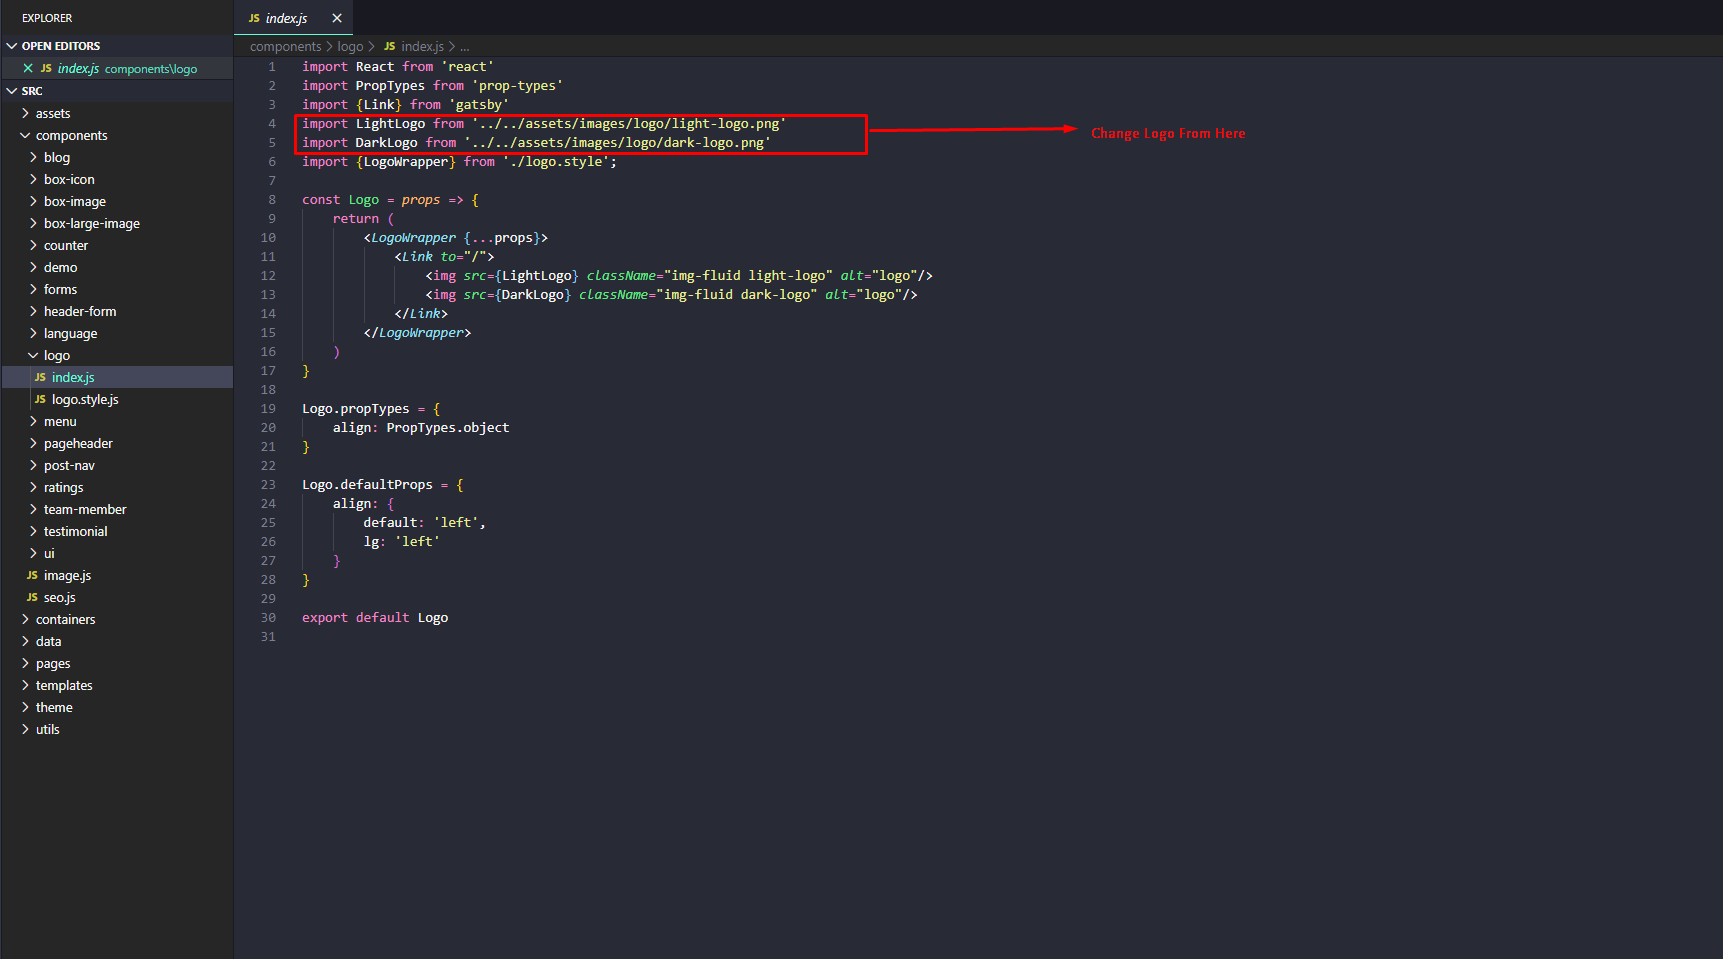 EXPLORER
OPEN EDITORS
JS index.js components\logo
SRC
assets
components
blog
box-icon
box-image
box-large-image
counter
demo
forms
header-form
language
logo
JS index.js
JS logo.style.js
menu
pageheader
post-nav
ratings
team-member
testimonial
ui
JS image.js
JS seo.js
containers
data
pages
templates
theme
utils
JS index.js
components > logo > JS index.js > ...
1 import React from 'react'
2 import PropTypes from 'prop-types'
3 import {Link} from 'gatsby'
4 import LightLogo from '../../assets/images/logo/light-logo.png'
5 import DarkLogo from '../../assets/images/logo/dark-logo.png'
6 import {LogoWrapper} from './logo.style';
7
8 const Logo = props => {
9 return (
10 <LogoWrapper {...props}>
11 <Link to="/">
12 <img src={LightLogo} className="img-fluid light-logo" alt="logo"/>
13 <img src={DarkLogo} className="img-fluid dark-logo" alt="logo"/>
14 </Link>
15 </LogoWrapper>
16 )
17 }
18
19 Logo.propTypes = {
20 align: PropTypes.object
21 }
22
23 Logo.defaultProps = {
24 align: {
25 default: 'left',
26 lg: 'left'
27 }
28 }
29
30 export default Logo
31
Change Logo From Here